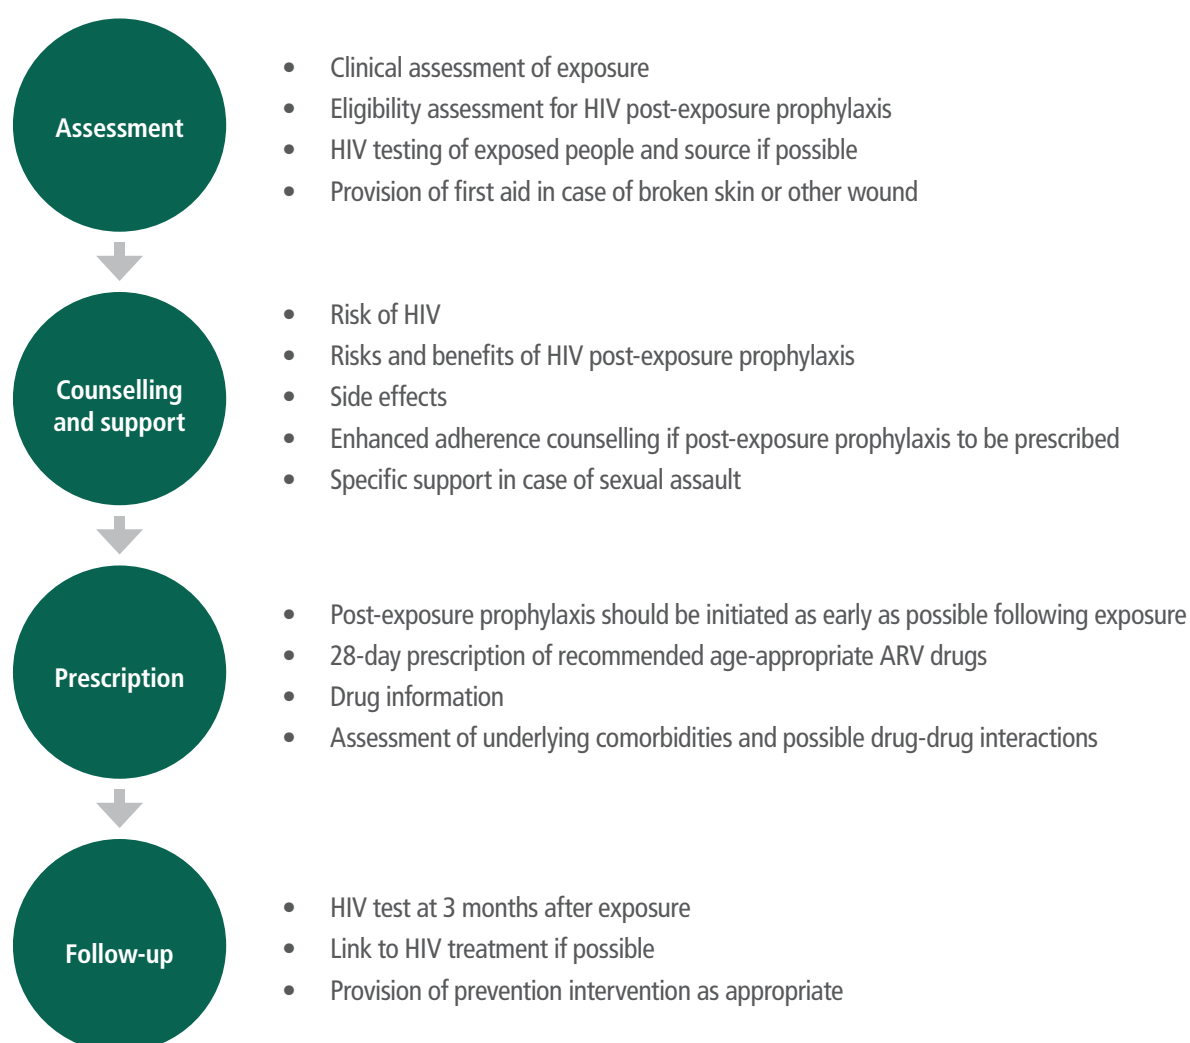 Assessment
• Clinical assessment of exposure
• Eligibility assessment for HIV post-exposure prophylaxis
• HIV testing of exposed people and source if possible
• Provision of first aid in case of broken skin or other wound
Counselling
and support
• Risk of HIV
• Risks and benefits of HIV post-exposure prophylaxis
• Side effects
• Enhanced adherence counselling if post-exposure prophylaxis to be prescribed
• Specific support in case of sexual assault
Prescription
• Post-exposure prophylaxis should be initiated as early as possible following exposure
• 28-day prescription of recommended age-appropriate ARV drugs
• Drug information
• Assessment of underlying comorbidities and possible drug-drug interactions
Follow-up
• HIV test at 3 months after exposure
• Link to HIV treatment if possible
• Provision of prevention intervention as appropriate